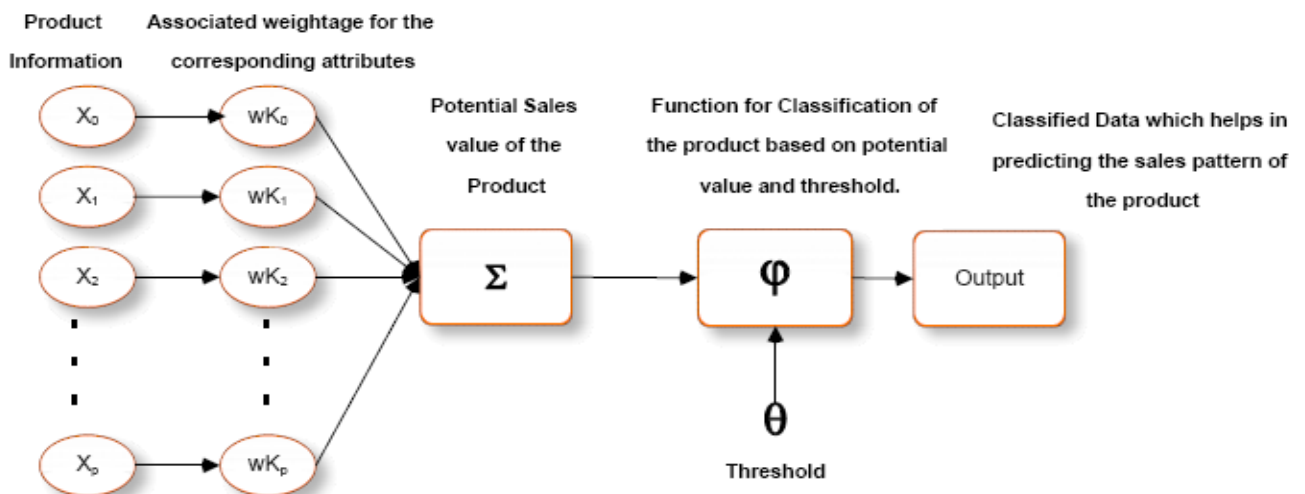 Product
Information
Associated weightage for the
corresponding attributes
X₀
wK₀
X₁
wK₁
X₂
wK₂
Xₚ
wKₚ
Potential Sales
value of the
Product
Σ
Function for Classification of
the product based on potential
value and threshold.
φ
θ
Threshold
Classified Data which helps in
predicting the sales pattern of
the product
Output